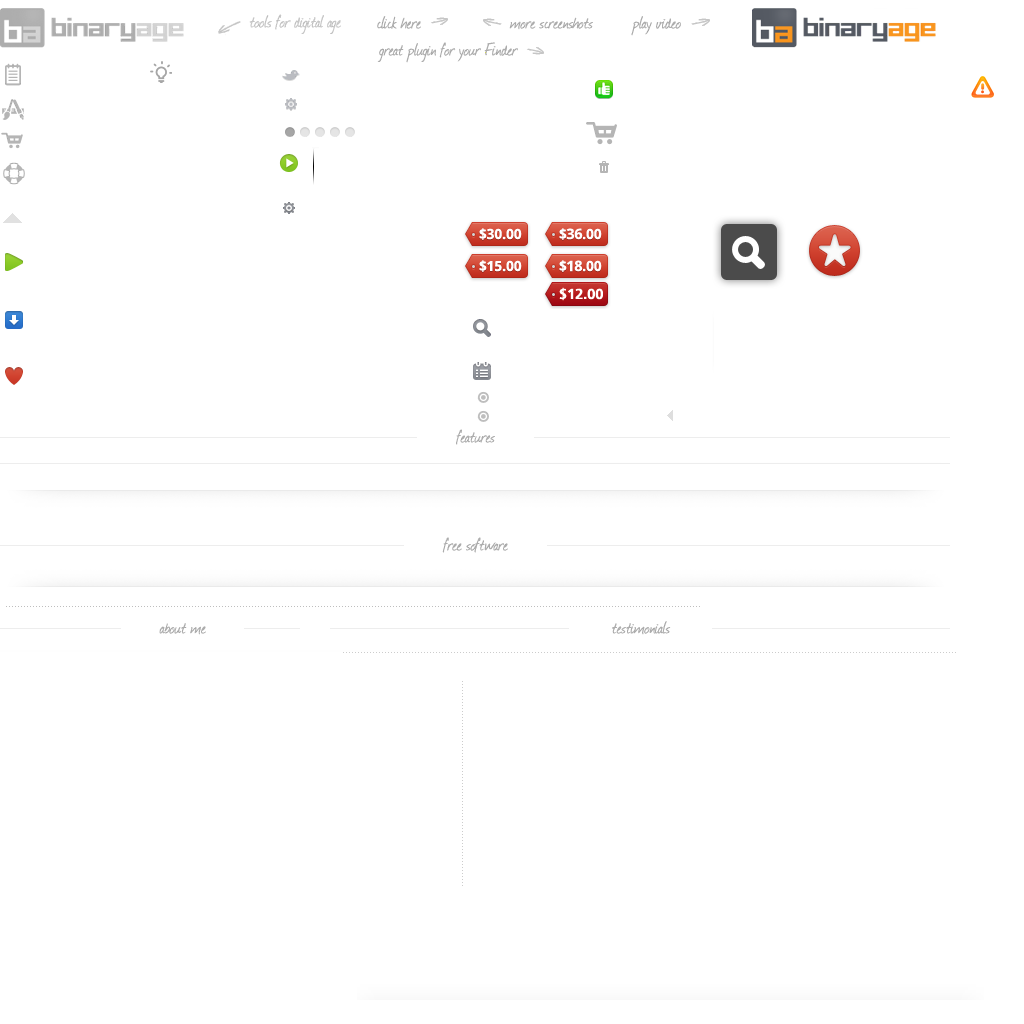 ba binaryage
tools for digital age
click here
more screenshots
play video
ba binaryage
great plugin for your Finder
$30.00
$36.00
$15.00
$18.00
$12.00
features
free software
about me
testimonials